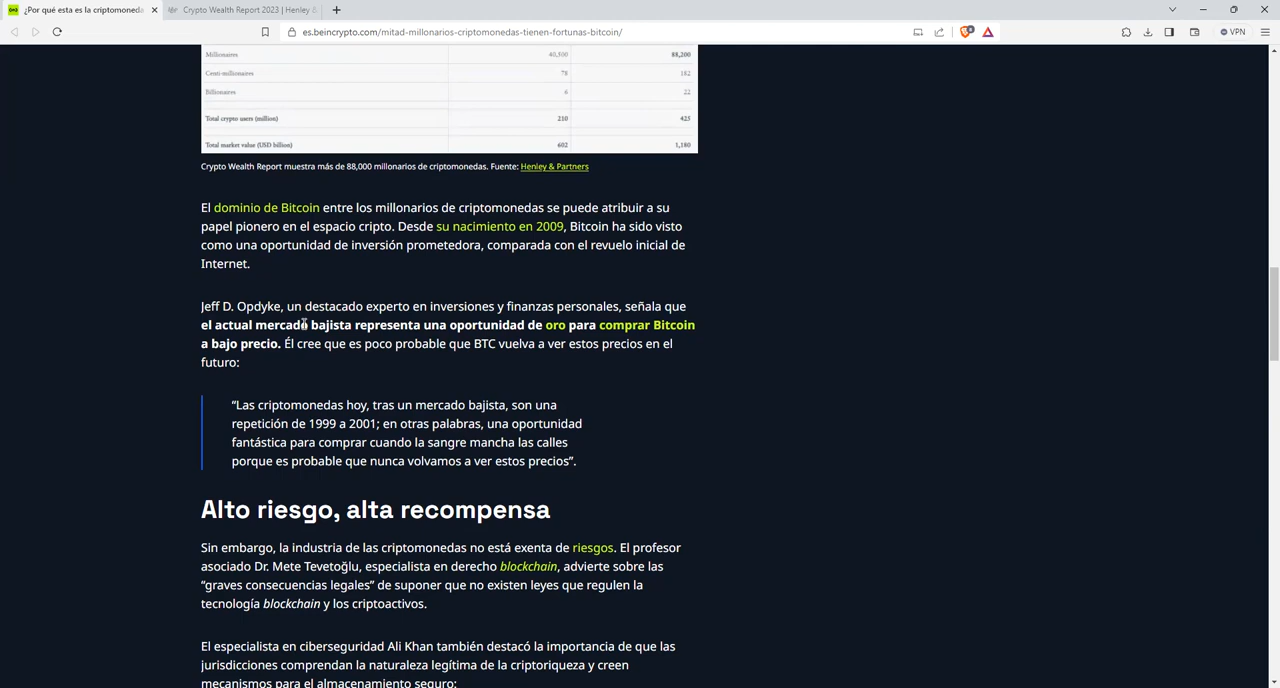 ¿Por qué esta es la criptomoneda
Crypto Wealth Report 2023 | Henley &
es.beincrypto.com/mitad-millonarios-criptomonedas-tienen-fortunas-bitcoin/
VPN
Millionaires 40,500 88,200
Centi-millionaires 78 182
Billionaires 6 22
Total crypto users (million) 210 425
Total market value (USD billion) 602 1,180
Crypto Wealth Report muestra más de 88,000 millonarios de criptomonedas. Fuente: Henley & Partners
El dominio de Bitcoin entre los millonarios de criptomonedas se puede atribuir a su
papel pionero en el espacio cripto. Desde su nacimiento en 2009, Bitcoin ha sido visto
como una oportunidad de inversión prometedora, comparada con el revuelo inicial de
Internet.
Jeff D. Opdyke, un destacado experto en inversiones y finanzas personales, señala que
el actual mercado bajista representa una oportunidad de oro para comprar Bitcoin
a bajo precio. Él cree que es poco probable que BTC vuelva a ver estos precios en el
futuro:
“Las criptomonedas hoy, tras un mercado bajista, son una
repetición de 1999 a 2001; en otras palabras, una oportunidad
fantástica para comprar cuando la sangre mancha las calles
porque es probable que nunca volvamos a ver estos precios”.
Alto riesgo, alta recompensa
Sin embargo, la industria de las criptomonedas no está exenta de riesgos. El profesor
asociado Dr. Mete Tevetoğlu, especialista en derecho blockchain, advierte sobre las
“graves consecuencias legales” de suponer que no existen leyes que regulen la
tecnología blockchain y los criptoactivos.
El especialista en ciberseguridad Ali Khan también destacó la importancia de que las
jurisdicciones comprendan la naturaleza legítima de la criptoriqueza y creen
mecanismos para el almacenamiento seguro: